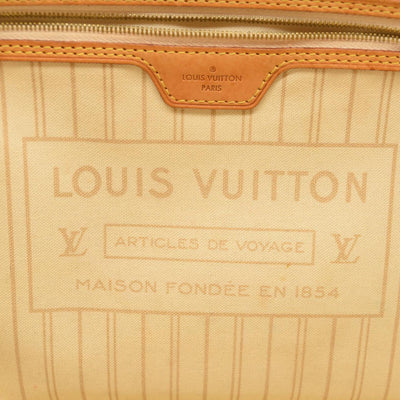 LOUIS VUITTON
PARIS
LOUIS VUITTON
LV ARTICLES DE VOYAGE LV
MAISON FONDÉE EN 1854